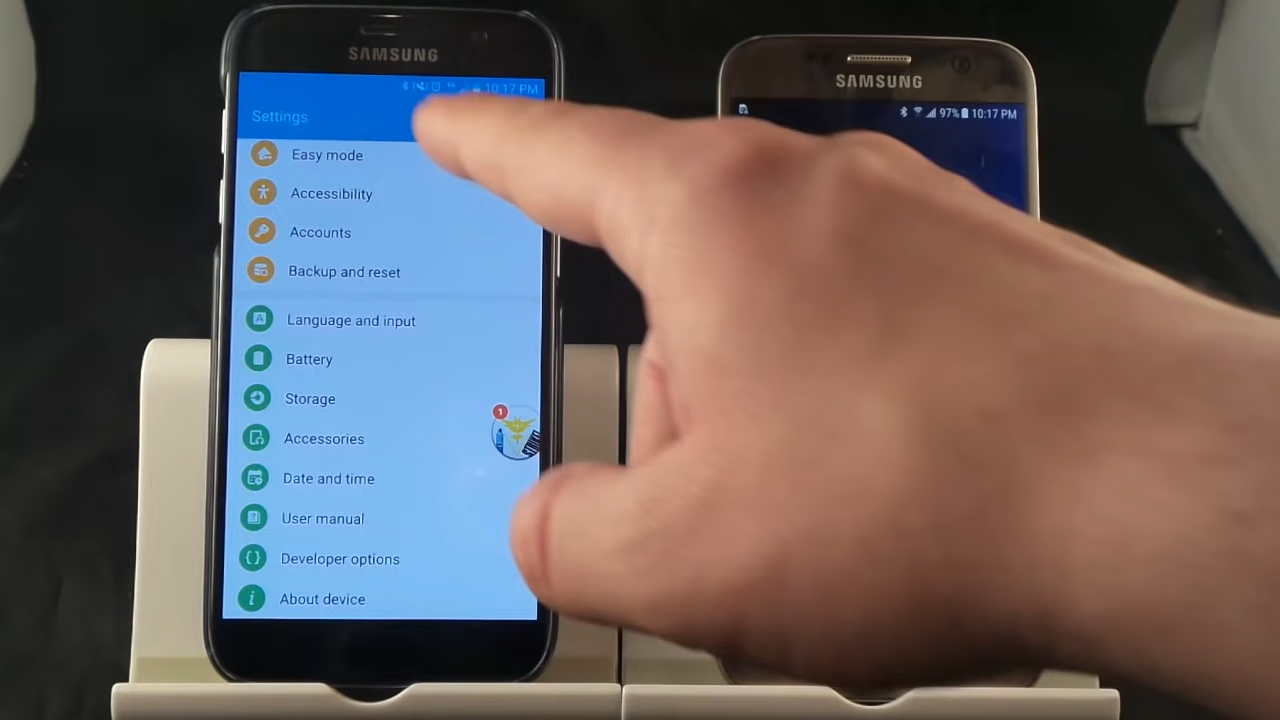 SAMSUNG
10:17 PM
Settings
Easy mode
Accessibility
Accounts
Backup and reset
Language and input
Battery
Storage
1
Accessories
Date and time
User manual
Developer options
About device
SAMSUNG
97% 10:17 PM